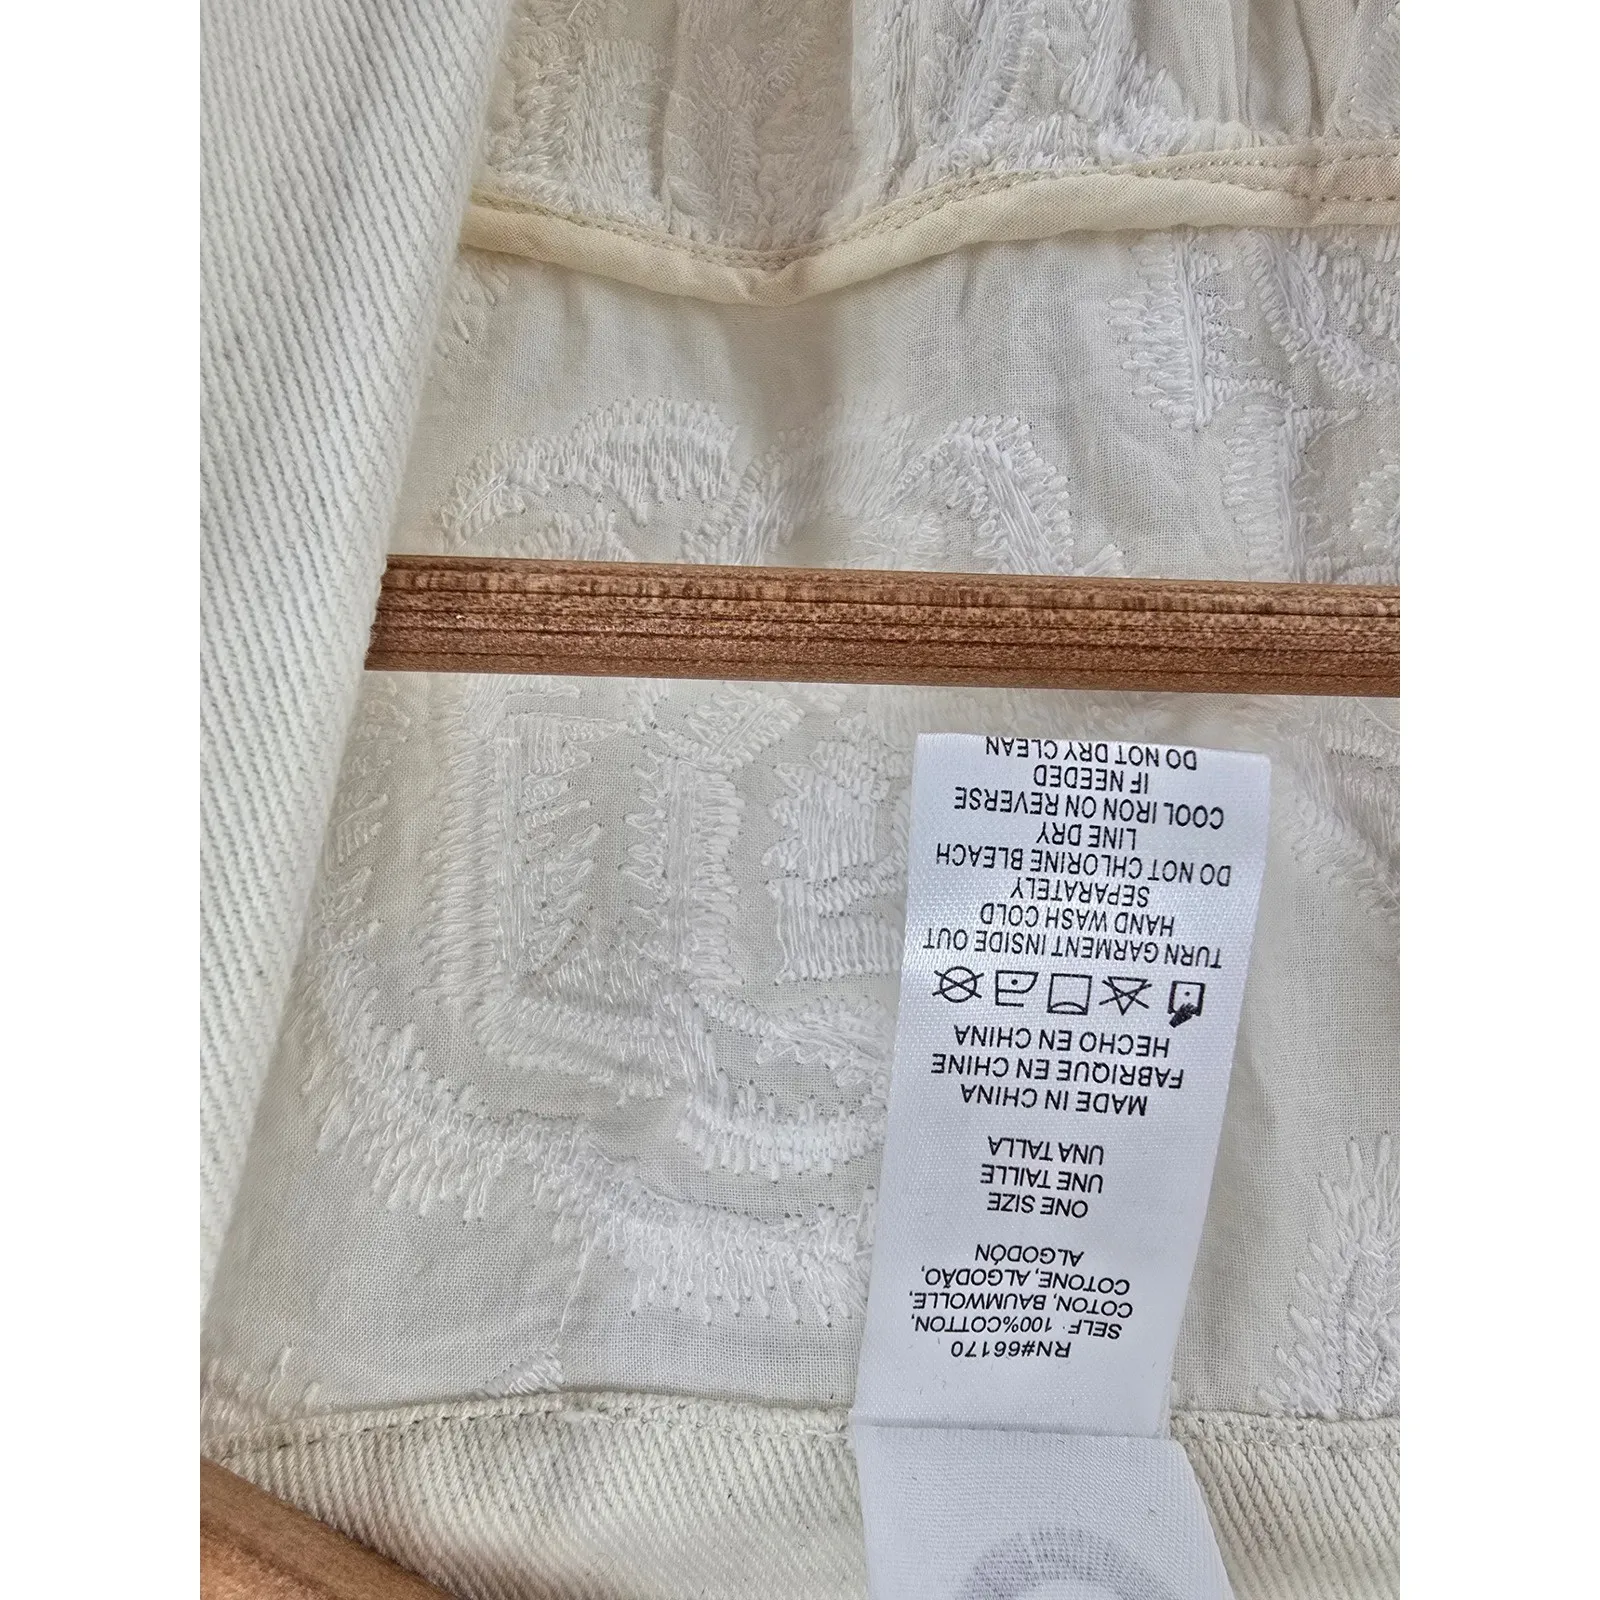 RN#66170
SELF: 100%COTTON,
COTON, BAUMWOLLE,
COTONE, ALGODÃO,
ALGODÓN
ONE SIZE
UNE TAILLE
UNA TALLA
MADE IN CHINA
FABRIQUE EN CHINE
HECHO EN CHINA
TURN GARMENT INSIDE OUT
HAND WASH COLD
SEPARATELY
DO NOT CHLORINE BLEACH
LINE DRY
COOL IRON ON REVERSE
IF NEEDED
DO NOT DRY CLEAN